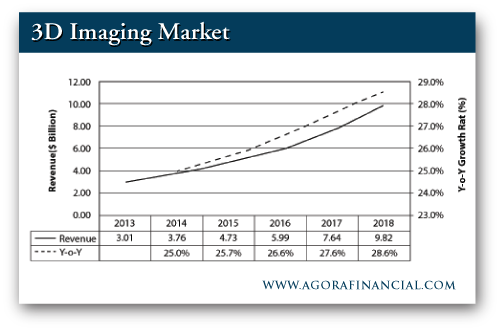 3D Imaging Market
Revenue($ Billion)
12.00
10.00
8.00
6.00
4.00
2.00
0.00
29.0%
28.0%
27.0%
26.0%
25.0%
24.0%
23.0%
Y-o-Y Growth Rat (%)
2013 2014 2015 2016 2017 2018
Revenue 3.01 3.76 4.73 5.99 7.64 9.82
Y-o-Y 25.0% 25.7% 26.6% 27.6% 28.6%
WWW.AGORAFINANCIAL.COM